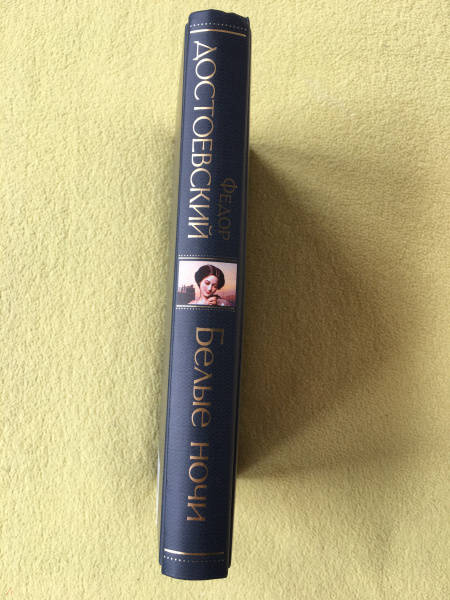 Федор
Достоевский
Белые ночи